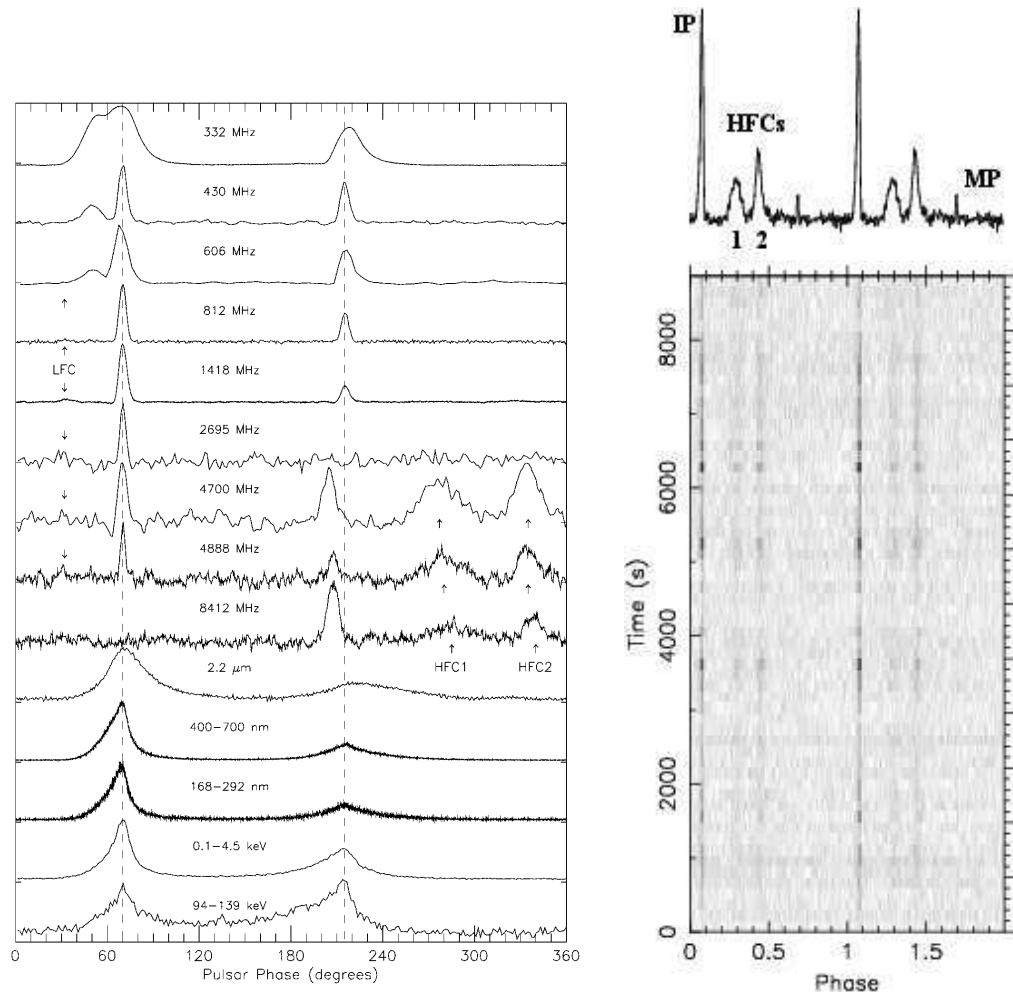 332 MHz
430 MHz
606 MHz
812 MHz
LFC
1418 MHz
2695 MHz
4700 MHz
4888 MHz
8412 MHz
HFC1
HFC2
2.2 μm
400−700 nm
168−292 nm
0.1−4.5 keV
94−139 keV
0 60 120 180 240 300 360
Pulsar Phase (degrees)
IP
HFCs
MP
1 2
8000
6000
4000
2000
0
Time (s)
0 0.5 1 1.5
Phase